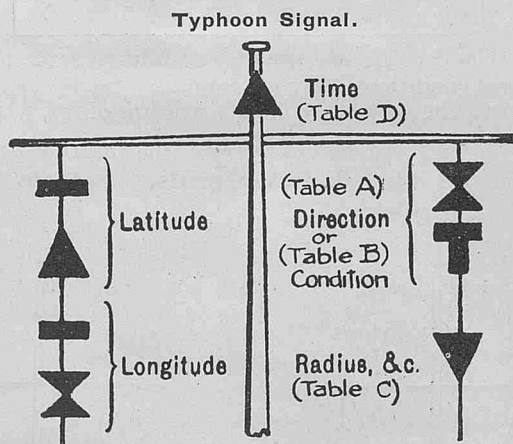 Typhoon Signal.
Time
(Table D)
Latitude
Longitude
(Table A)
Direction
or
(Table B)
Condition
Radius, &c.
(Table C)